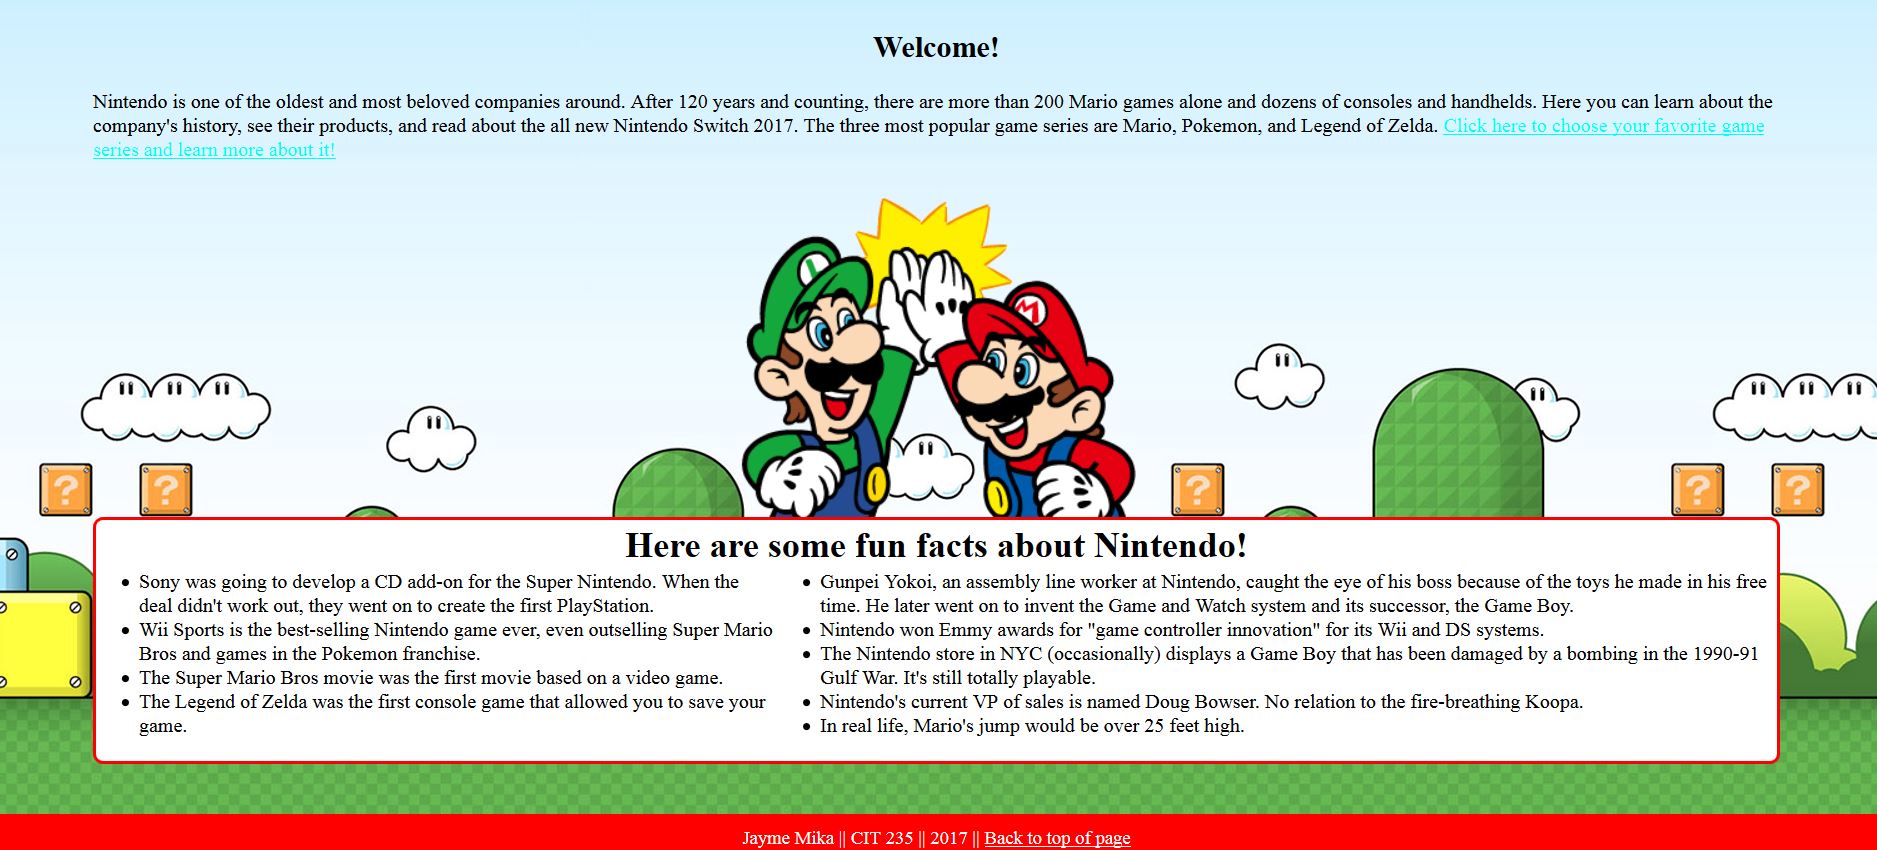 Welcome!
Nintendo is one of the oldest and most beloved companies around. After 120 years and counting, there are more than 200 Mario games alone and dozens of consoles and handhelds. Here you can learn about the
company's history, see their products, and read about the all new Nintendo Switch 2017. The three most popular game series are Mario, Pokemon, and Legend of Zelda. Click here to choose your favorite game
series and learn more about it!
L
M
? ? ? ? ?
Here are some fun facts about Nintendo!
• Sony was going to develop a CD add-on for the Super Nintendo. When the
deal didn't work out, they went on to create the first PlayStation.
• Wii Sports is the best-selling Nintendo game ever, even outselling Super Mario
Bros and games in the Pokemon franchise.
• The Super Mario Bros movie was the first movie based on a video game.
• The Legend of Zelda was the first console game that allowed you to save your
game.
• Gunpei Yokoi, an assembly line worker at Nintendo, caught the eye of his boss because of the toys he made in his free
time. He later went on to invent the Game and Watch system and its successor, the Game Boy.
• Nintendo won Emmy awards for "game controller innovation" for its Wii and DS systems.
• The Nintendo store in NYC (occasionally) displays a Game Boy that has been damaged by a bombing in the 1990-91
Gulf War. It's still totally playable.
• Nintendo's current VP of sales is named Doug Bowser. No relation to the fire-breathing Koopa.
• In real life, Mario's jump would be over 25 feet high.
Jayme Mika || CIT 235 || 2017 || Back to top of page